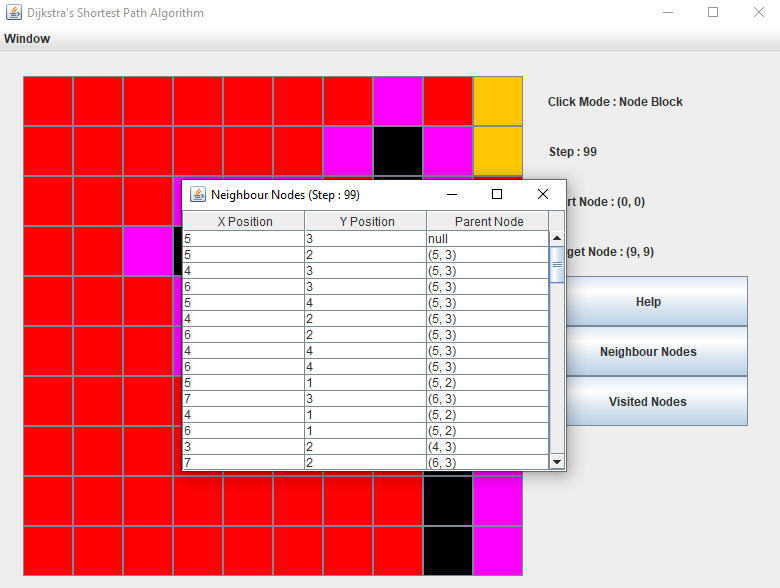 Dijkstra's Shortest Path Algorithm
Window
Click Mode : Node Block
Step : 99
Neighbour Nodes (Step : 99)
rt Node : (0, 0)
get Node : (9, 9)
X Position Y Position Parent Node
5 3 null
5 2 (5, 3)
4 3 (5, 3)
6 3 (5, 3)
5 4 (5, 3)
4 2 (5, 3)
6 2 (5, 3)
4 4 (5, 3)
6 4 (5, 3)
5 1 (5, 2)
7 3 (6, 3)
4 1 (5, 2)
6 1 (5, 2)
3 2 (4, 3)
7 2 (6, 3)
Help
Neighbour Nodes
Visited Nodes